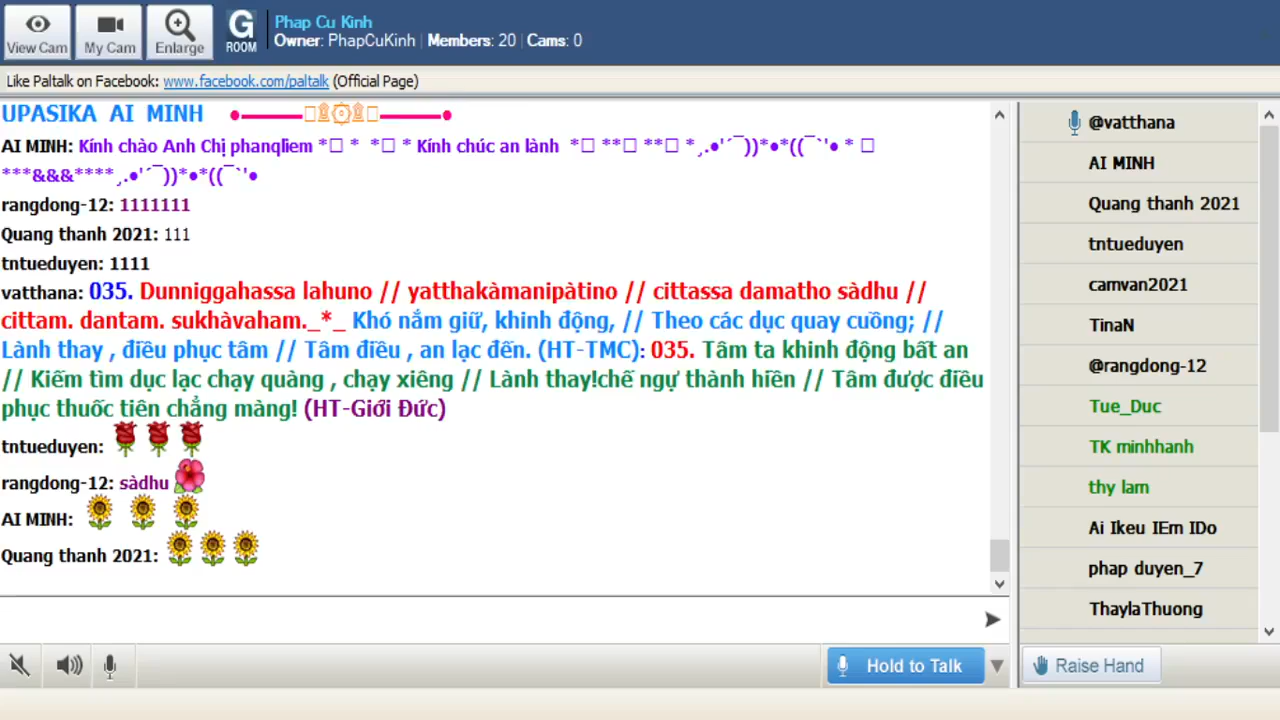 View Cam
My Cam
Enlarge
G
ROOM
Phap Cu Kinh
Owner: PhapCuKinh | Members: 20 | Cams: 0
Like Paltalk on Facebook: www.facebook.com/paltalk (Official Page)
UPASIKA AI MINH
AI MINH: Kính chào Anh Chị phanqliem *□ * *□ * Kính chúc an lành *□ **□ **□ *¸.•'´¯))*•*((¯`'• * □
***&&&****¸.•'´¯))*•*((¯`'•
rangdong-12: 1111111
Quang thanh 2021: 111
tntueduyen: 1111
vatthana: 035. Dunniggahassa lahuno // yatthakàmanipàtino // cittassa damatho sàdhu //
cittam. dantam. sukhàvaham._*_ Khó nắm giữ, khinh động, // Theo các dục quay cuồng; //
Lành thay , điều phục tâm // Tâm điều , an lạc đến. (HT-TMC): 035. Tâm ta khinh động bất an
// Kiếm tìm dục lạc chạy quàng , chạy xiêng // Lành thay!chế ngự thành hiền // Tâm được điều
phục thuốc tiên chẳng màng! (HT-Giới Đức)
tntueduyen:
rangdong-12: sàdhu
AI MINH:
Quang thanh 2021:
@vatthana
AI MINH
Quang thanh 2021
tntueduyen
camvan2021
TinaN
@rangdong-12
Tue_Duc
TK minhhanh
thy lam
Ai Ikeu IEm IDo
phap duyen_7
ThaylaThuong
Hold to Talk
Raise Hand